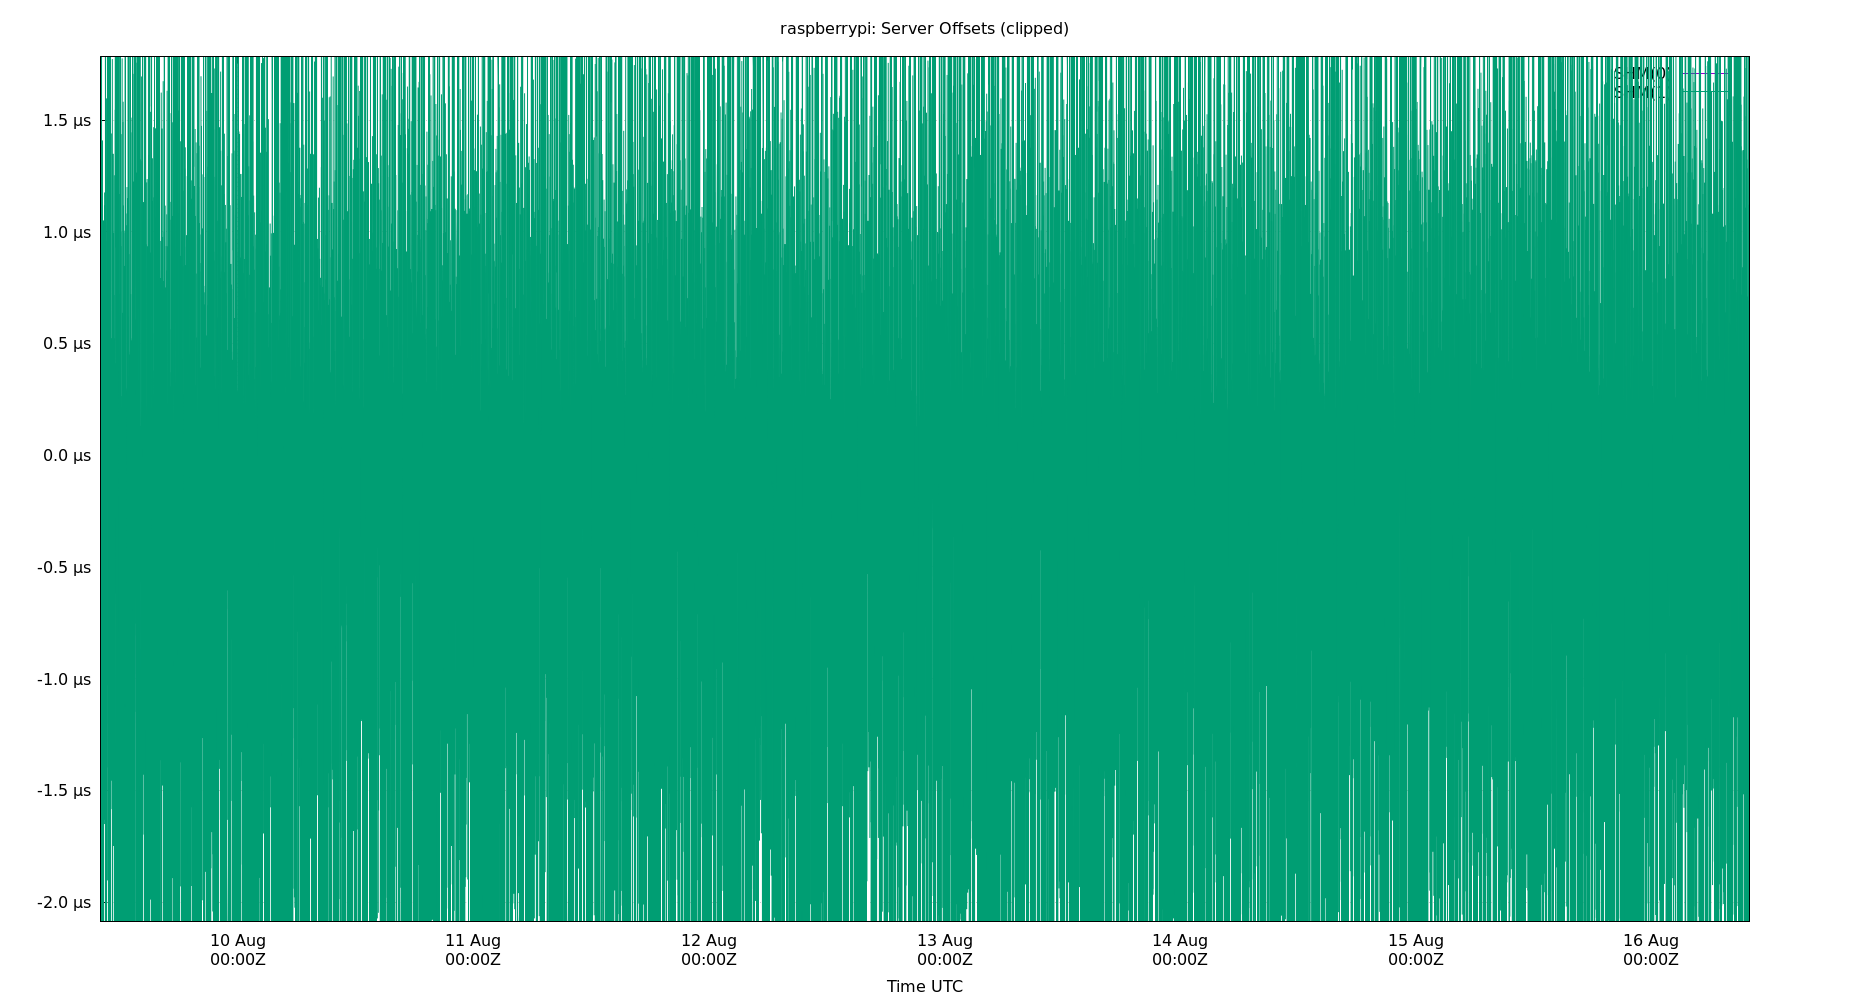 raspberrypi: Server Offsets (clipped)
SHM(0)
1.5 µs
1.0 µs
0.5 µs
0.0 µs
-0.5 µs
-1.0 µs
-1.5 µs
-2.0 µs
10 Aug 11 Aug 12 Aug 13 Aug 14 Aug 15 Aug 16 Aug
00:00Z 00:00Z 00:00Z 00:00Z 00:00Z 00:00Z 00:00Z
Time UTC